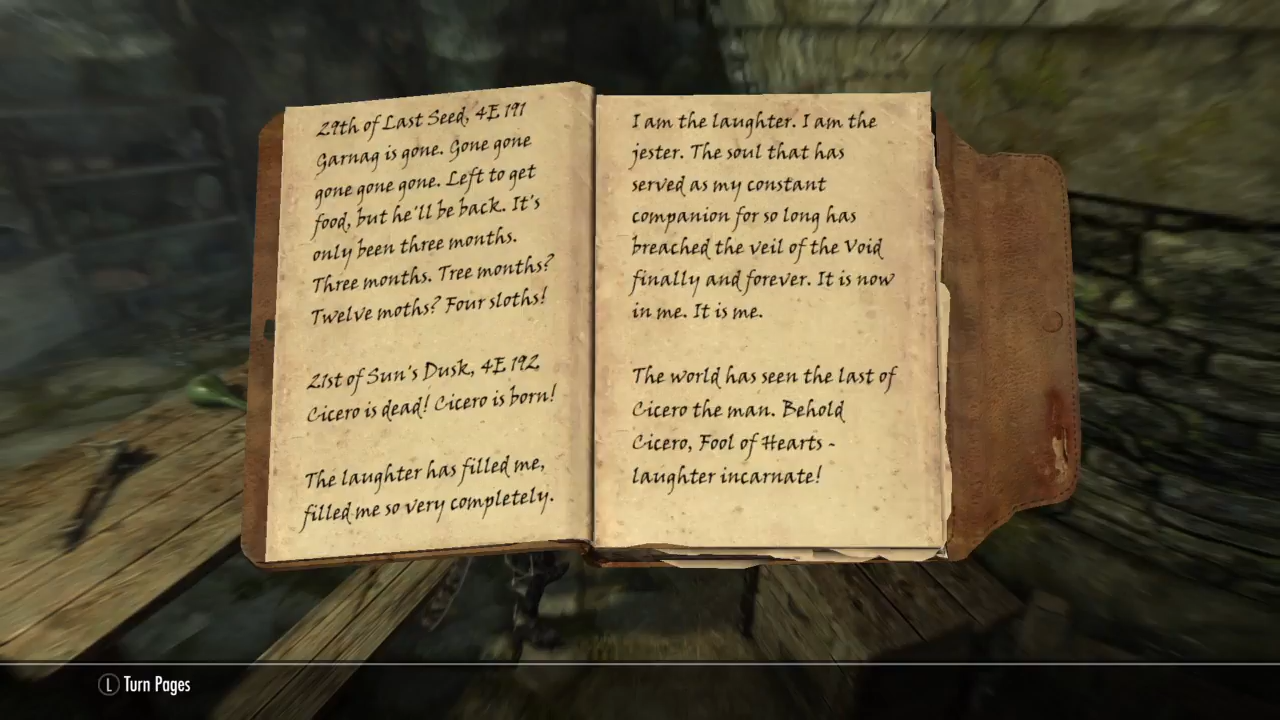 29th of Last Seed, 4E 191
Garnag is gone. Gone gone
gone gone gone. Left to get
food, but he'll be back. It's
only been three months.
Three months. Tree months?
Twelve moths? Four sloths!
21st of Sun's Dusk, 4E 192
Cicero is dead! Cicero is born!
The laughter has filled me,
filled me so very completely.
I am the laughter. I am the
jester. The soul that has
served as my constant
companion for so long has
breached the veil of the Void
finally and forever. It is now
in me. It is me.
The world has seen the last of
Cicero the man. Behold
Cicero, Fool of Hearts -
laughter incarnate!
L Turn Pages